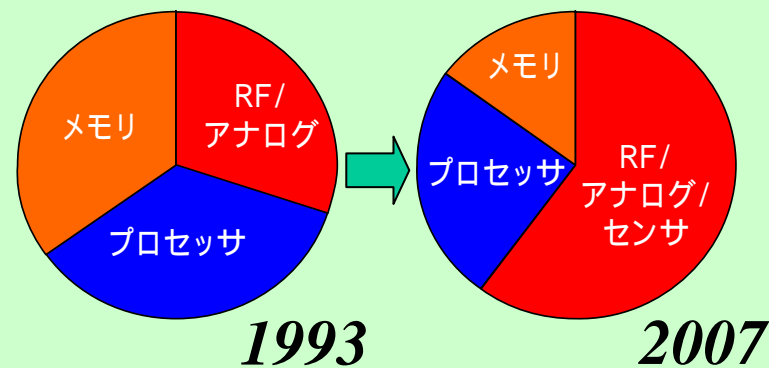 メモリ
RF/
アナログ
プロセッサ
1993
メモリ
プロセッサ
RF/
アナログ/
センサ
2007